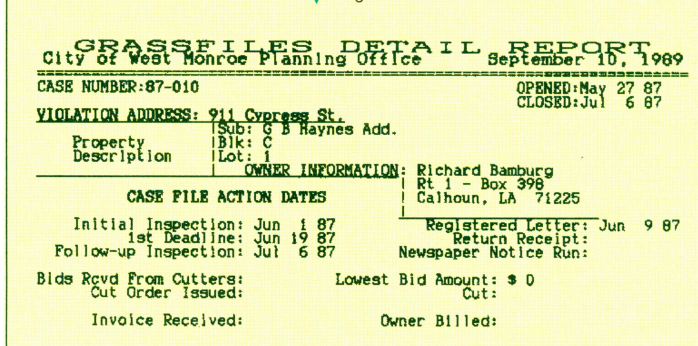 GRASSFILES DETAIL REPORT
City of West Monroe Planning Office September 10, 1989
CASE NUMBER:87-010 OPENED:May 27 87
CLOSED:Jul 6 87
VIOLATION ADDRESS: 911 Cypress St.
Property Description
|Sub: G B Haynes Add.
|Blk: C
|Lot: 1
OWNER INFORMATION: Richard Bamburg
Rt 1 - Box 398
Calhoun, LA 71225
CASE FILE ACTION DATES
Initial Inspection: Jun 1 87 Registered Letter: Jun 9 87
1st Deadline: Jun 19 87 Return Receipt:
Follow-up Inspection: Jul 6 87 Newspaper Notice Run:
Bids Rcvd From Cutters: Lowest Bid Amount: $ 0
Cut Order Issued: Cut:
Invoice Received: Owner Billed: